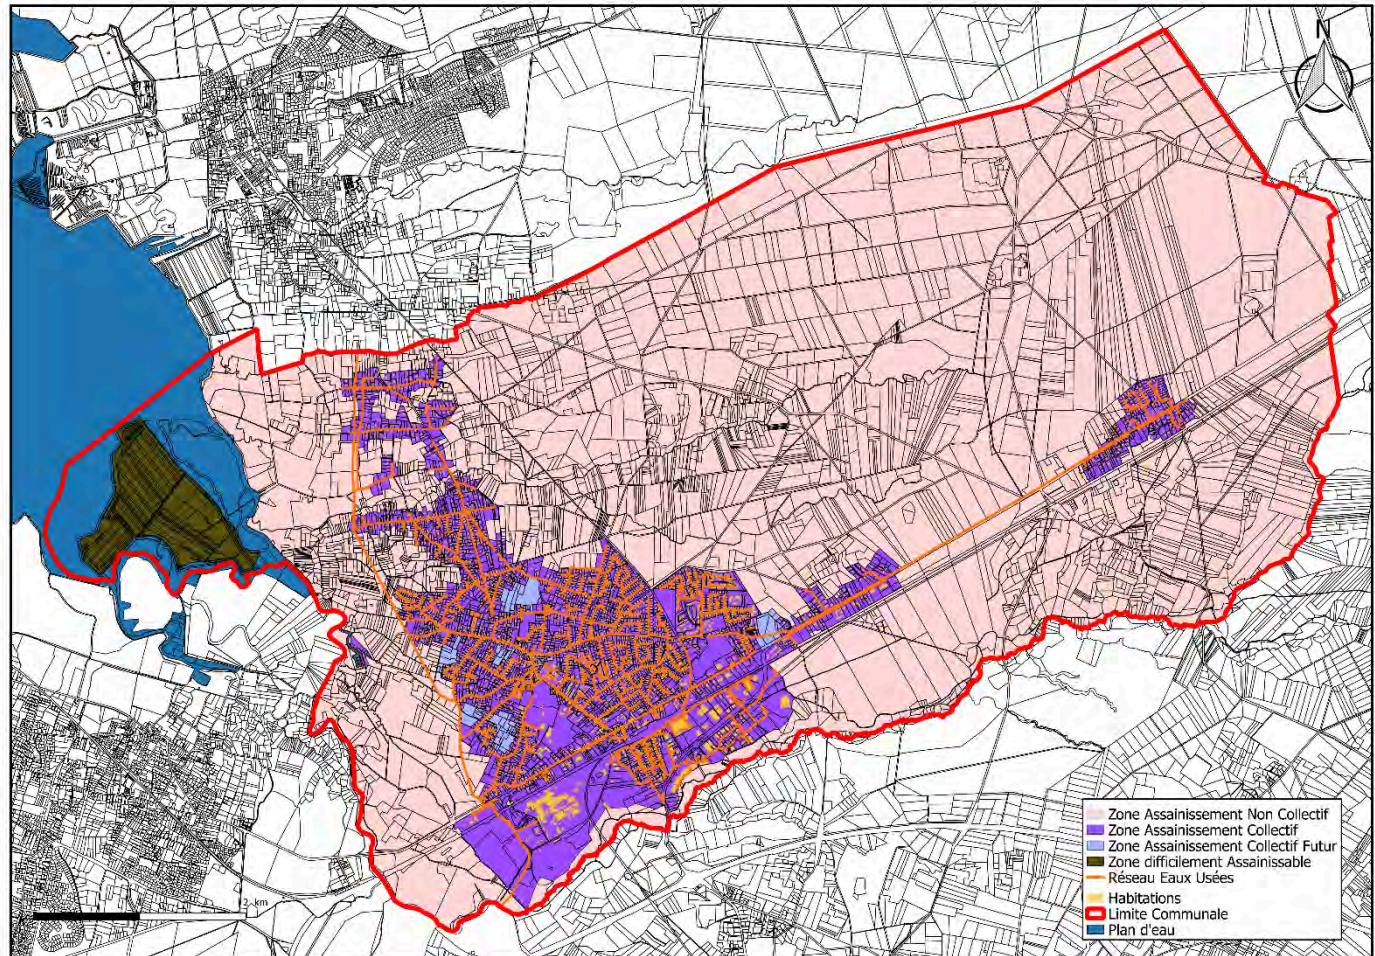 N
Zone Assainissement Non Collectif
Zone Assainissement Collectif
Zone Assainissement Collectif Futur
Zone difficilement Assainissable
Réseau Eaux Usées
Habitations
Limite Communale
Plan d'eau
2 km